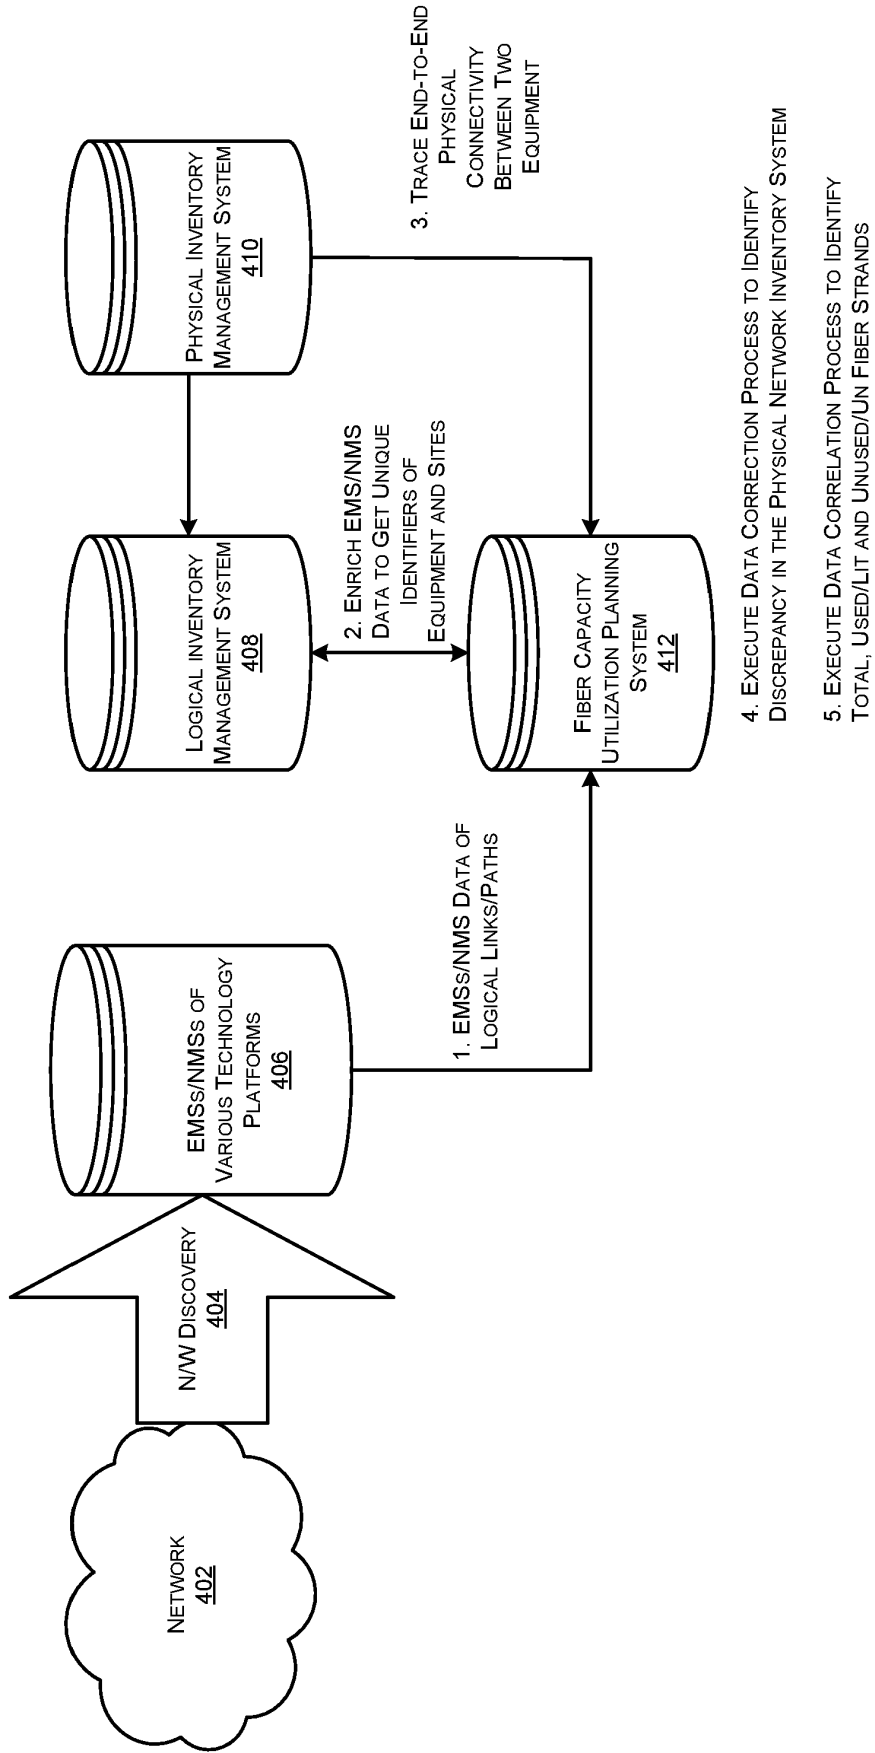 NETWORK
402
N/W DISCOVERY
404
EMSS/NMSS OF
VARIOUS TECHNOLOGY
PLATFORMS
406
LOGICAL INVENTORY
MANAGEMENT SYSTEM
408
PHYSICAL INVENTORY
MANAGEMENT SYSTEM
410
1. EMSS/NMS DATA OF
LOGICAL LINKS/PATHS
2. ENRICH EMS/NMS
DATA TO GET UNIQUE
IDENTIFIERS OF
EQUIPMENT AND SITES
3. TRACE END-TO-END
PHYSICAL
CONNECTIVITY
BETWEEN TWO
EQUIPMENT
FIBER CAPACITY
UTILIZATION PLANNING
SYSTEM
412
4. EXECUTE DATA CORRECTION PROCESS TO IDENTIFY
DISCREPANCY IN THE PHYSICAL NETWORK INVENTORY SYSTEM
5. EXECUTE DATA CORRELATION PROCESS TO IDENTIFY
TOTAL, USED/LIT AND UNUSED/UN FIBER STRANDS